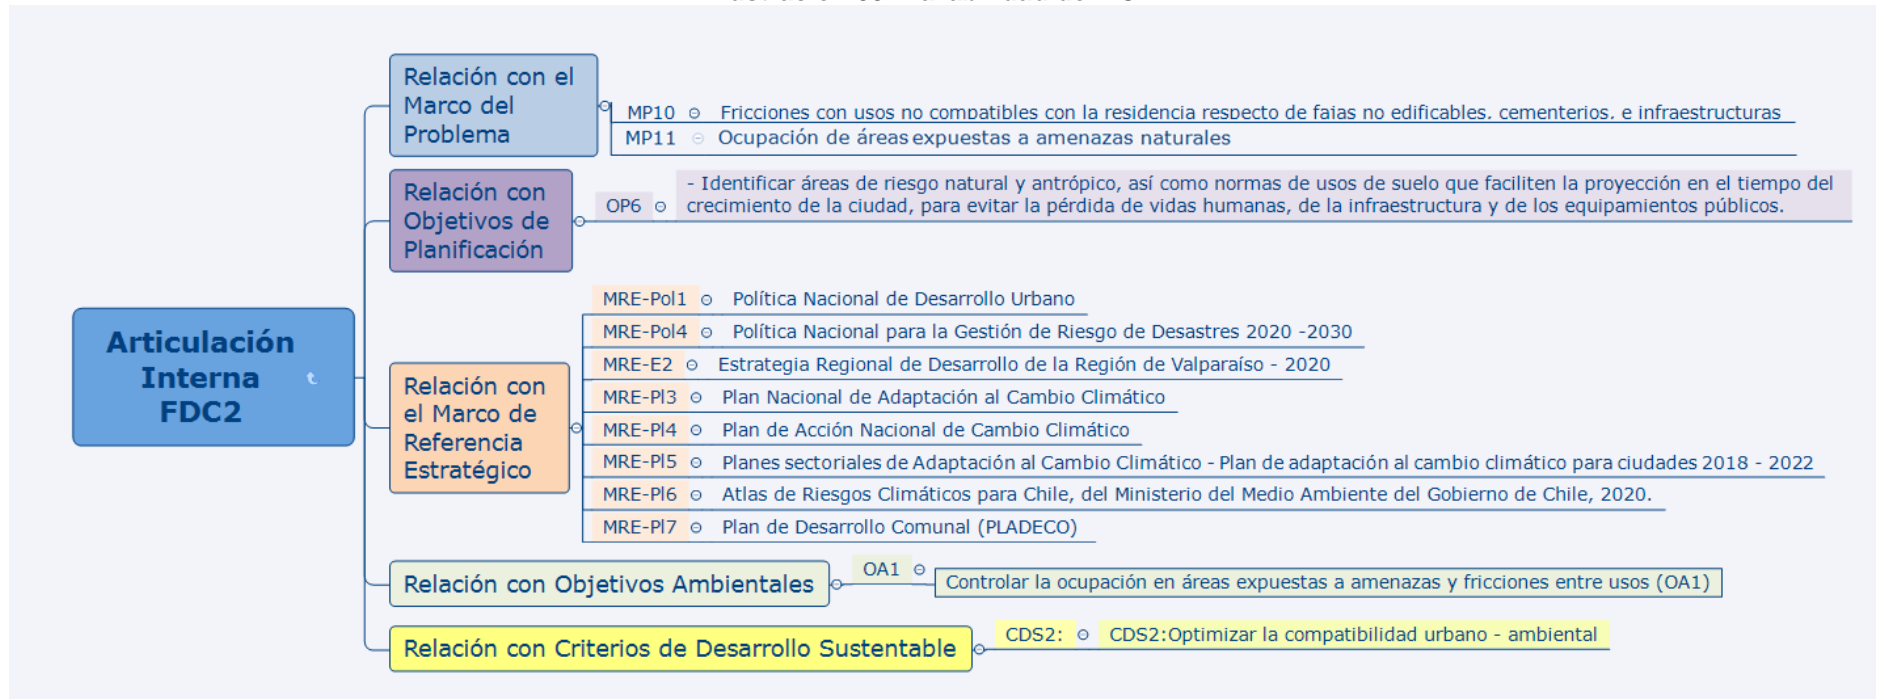 Relación con el
Marco del
Problema
MP10 Fricciones con usos no compatibles con la residencia respecto de fajas no edificables, cementerios, e infraestructuras
MP11 Ocupación de áreas expuestas a amenazas naturales
Relación con
Objetivos de
Planificación
OP6
- Identificar áreas de riesgo natural y antrópico, así como normas de usos de suelo que faciliten la proyección en el tiempo del
crecimiento de la ciudad, para evitar la pérdida de vidas humanas, de la infraestructura y de los equipamientos públicos.
Articulación
Interna
FDC2
Relación con
el Marco de
Referencia
Estratégico
MRE-Pol1 Política Nacional de Desarrollo Urbano
MRE-Pol4 Política Nacional para la Gestión de Riesgo de Desastres 2020 -2030
MRE-E2 Estrategia Regional de Desarrollo de la Región de Valparaíso - 2020
MRE-Pl3 Plan Nacional de Adaptación al Cambio Climático
MRE-Pl4 Plan de Acción Nacional de Cambio Climático
MRE-Pl5 Planes sectoriales de Adaptación al Cambio Climático - Plan de adaptación al cambio climático para ciudades 2018 - 2022
MRE-Pl6 Atlas de Riesgos Climáticos para Chile, del Ministerio del Medio Ambiente del Gobierno de Chile, 2020.
MRE-Pl7 Plan de Desarrollo Comunal (PLADECO)
Relación con Objetivos Ambientales
OA1
Controlar la ocupación en áreas expuestas a amenazas y fricciones entre usos (OA1)
Relación con Criterios de Desarrollo Sustentable
CDS2: CDS2:Optimizar la compatibilidad urbano - ambiental